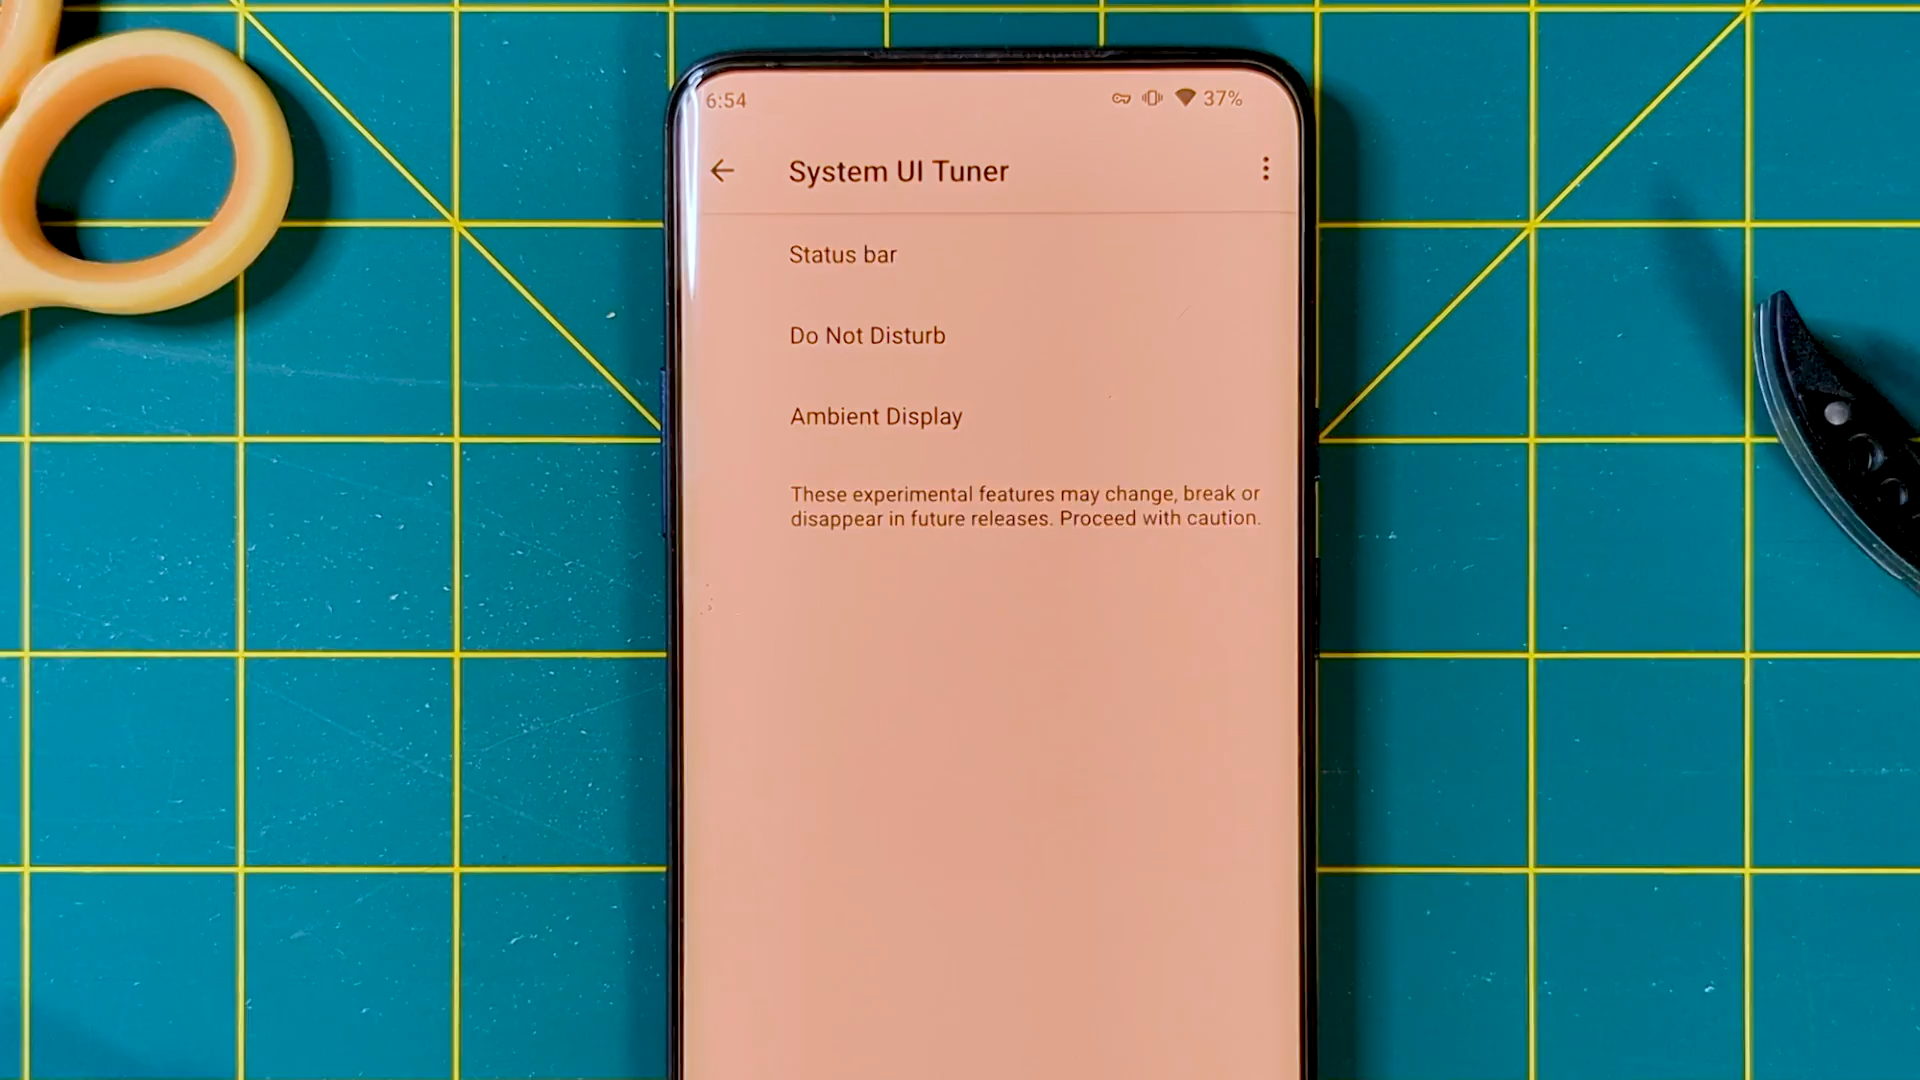 6:54
37%
System UI Tuner
Status bar
Do Not Disturb
Ambient Display
These experimental features may change, break or
disappear in future releases. Proceed with caution.